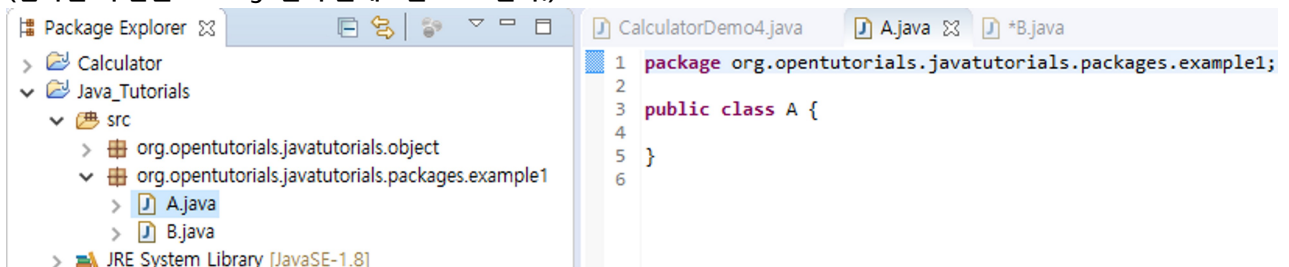 Package Explorer
Calculator
Java_Tutorials
src
org.opentutorials.javatutorials.object
org.opentutorials.javatutorials.packages.example1
A.java
B.java
JRE System Library [JavaSE-1.8]
CalculatorDemo4.java A.java *B.java
1 package org.opentutorials.javatutorials.packages.example1;
2
3 public class A {
4
5 }
6